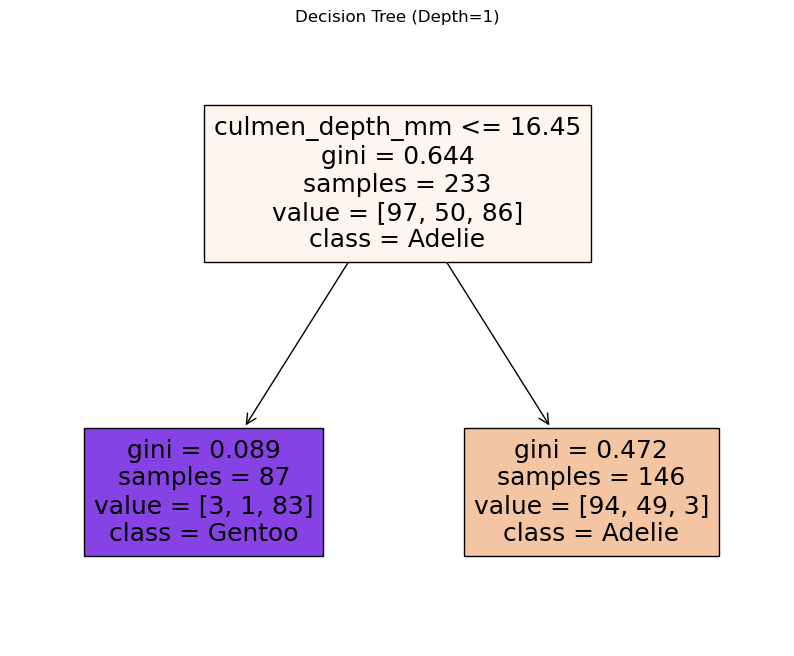 Decision Tree (Depth=1)
culmen_depth_mm <= 16.45
gini = 0.644
samples = 233
value = [97, 50, 86]
class = Adelie
gini = 0.089
samples = 87
value = [3, 1, 83]
class = Gentoo
gini = 0.472
samples = 146
value = [94, 49, 3]
class = Adelie